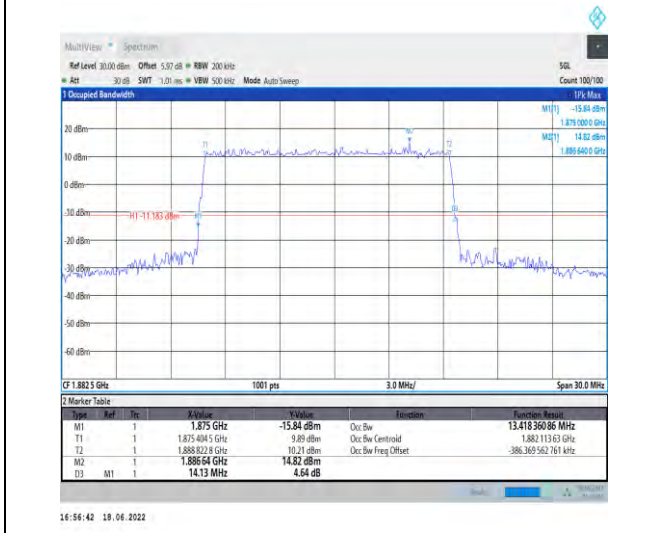 MultiView Spectrum
Ref Level 30.00 dBm Offset 5.97 dB RBW 200 kHz SGL
Att 30 dB SWT 1.01 ms VBW 500 kHz Mode Auto Sweep Count 100/100
1 Occupied Bandwidth 1Pk Max
M1[1] -15.84 dBm
1.875 000 0 GHz
20 dBm
M2[1] 14.82 dBm
1.886 640 0 GHz
T1 M2 T2
10 dBm
0 dBm
-10 dBm
H1 -11.183 dBm M1 D3
-20 dBm
-30 dBm
-40 dBm
-50 dBm
-60 dBm
CF 1.882 5 GHz 1001 pts 3.0 MHz/ Span 30.0 MHz
2 Marker Table
Type Ref Trc X-Value Y-Value Function Function Result
M1 1 1.875 GHz -15.84 dBm Occ Bw 13.418 360 86 MHz
T1 1 1.875 404 5 GHz 9.89 dBm Occ Bw Centroid 1.882 113 63 GHz
T2 1 1.888 822 8 GHz 10.21 dBm Occ Bw Freq Offset -386.369 562 761 kHz
M2 1 1.886 64 GHz 14.82 dBm
D3 M1 1 14.13 MHz 4.64 dB
16:56:42 18.06.2022